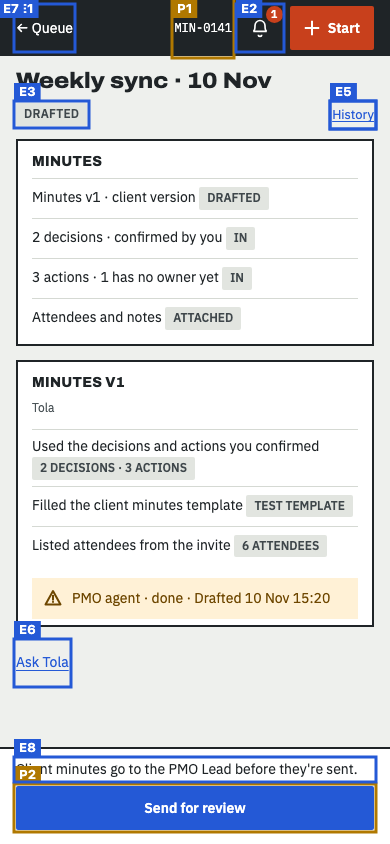 E7 E1 P1 E2
← Queue MIN-0141 1 + Start
Weekly sync · 10 Nov
E3 E5
DRAFTED History
MINUTES
Minutes v1 · client version DRAFTED
2 decisions · confirmed by you IN
3 actions · 1 has no owner yet IN
Attendees and notes ATTACHED
MINUTES V1
Tola
Used the decisions and actions you confirmed
2 DECISIONS · 3 ACTIONS
Filled the client minutes template TEST TEMPLATE
Listed attendees from the invite 6 ATTENDEES
PMO agent · done · Drafted 10 Nov 15:20
E6
Ask Tola
E8
Client minutes go to the PMO Lead before they're sent.
P2
Send for review